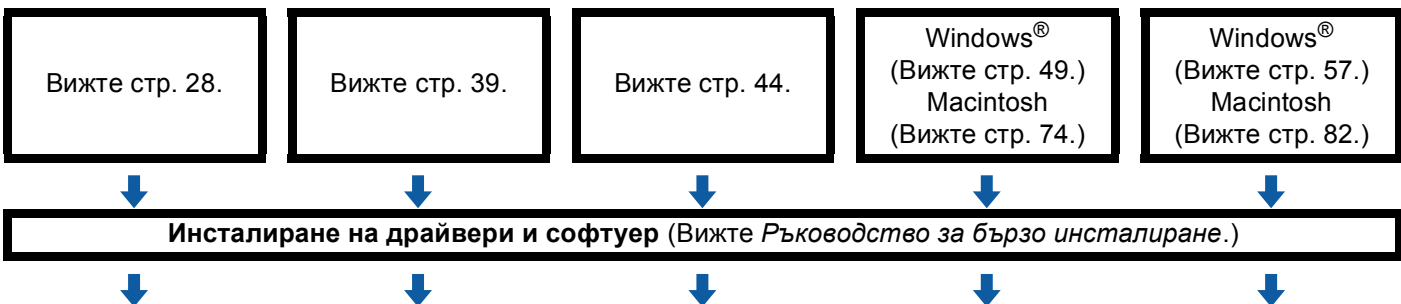 Вижте стр. 28.
Вижте стр. 39.
Вижте стр. 44.
Windows®
(Вижте стр. 49.)
Macintosh
(Вижте стр. 74.)
Windows®
(Вижте стр. 57.)
Macintosh
(Вижте стр. 82.)
Инсталиране на драйвери и софтуер (Вижте Ръководство за бързо инсталиране.)